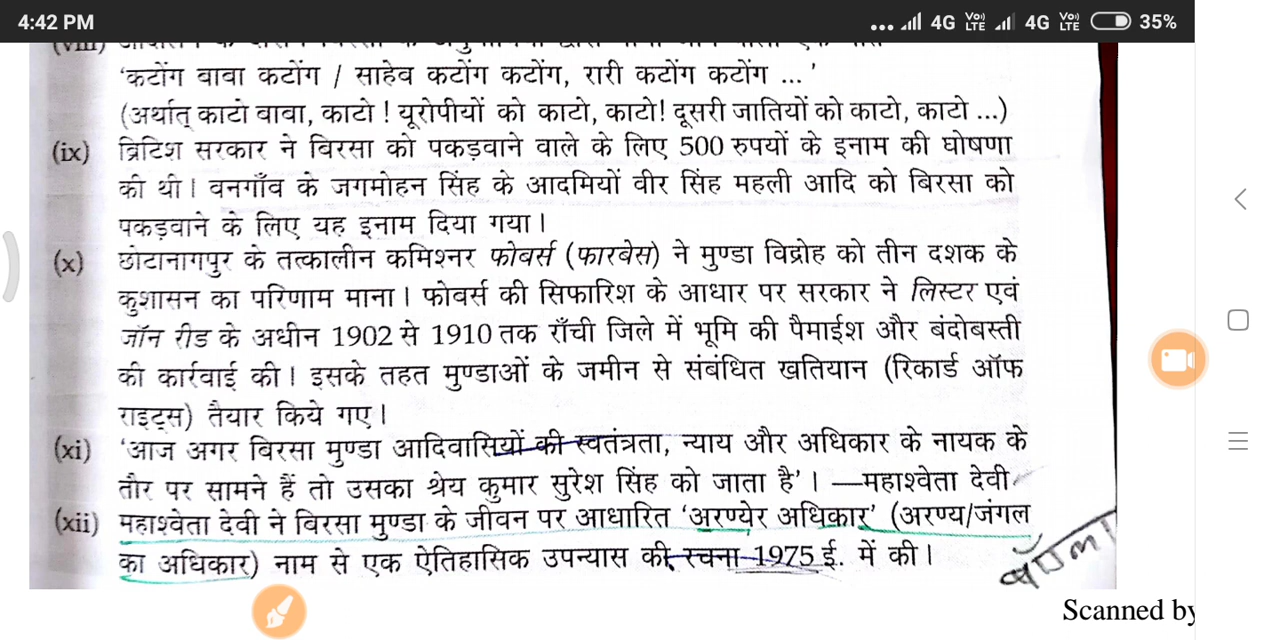 4:42 PM ... 4G VoI) LTE 4G VoI) LTE 35%
(viii)
'कटोंग बावा कटोंग / साहेव कटोंग कटोंग, रारी कटोंग कटोंग ... '
(अर्थात् काटो बावा, काटो ! यूरोपीयों को काटो, काटो! दूसरी जातियों को काटो, काटो ...)
(ix) ब्रिटिश सरकार ने बिरसा को पकड़वाने वाले के लिए 500 रुपयों के इनाम की घोषणा
की थी। वनगाँव के जगमोहन सिंह के आदमियों वीर सिंह महली आदि को बिरसा को
पकड़वाने के लिए यह इनाम दिया गया।
(x) छोटानागपुर के तत्कालीन कमिश्नर फोबर्स (फारबेस) ने मुण्डा विद्रोह को तीन दशक के
कुशासन का परिणाम माना। फोबर्स की सिफारिश के आधार पर सरकार ने लिस्टर एवं
जॉन रीड के अधीन 1902 से 1910 तक राँची जिले में भूमि की पैमाईश और बंदोबस्ती
की कार्रवाई की। इसके तहत मुण्डाओं के जमीन से संबंधित खतियान (रिकार्ड ऑफ
राइट्स) तैयार किये गए।
(xi) 'आज अगर बिरसा मुण्डा आदिवासियों की स्वतंत्रता, न्याय और अधिकार के नायक के
तौर पर सामने हैं तो उसका श्रेय कुमार सुरेश सिंह को जाता है'। —महाश्वेता देवी
(xii) महाश्वेता देवी ने विरसा मुण्डा के जीवन पर आधारित 'अरण्येर अधिकार' (अरण्य/जंगल
का अधिकार) नाम से एक ऐतिहासिक उपन्यास की रचना 1975 ई. में की।
Scanned by